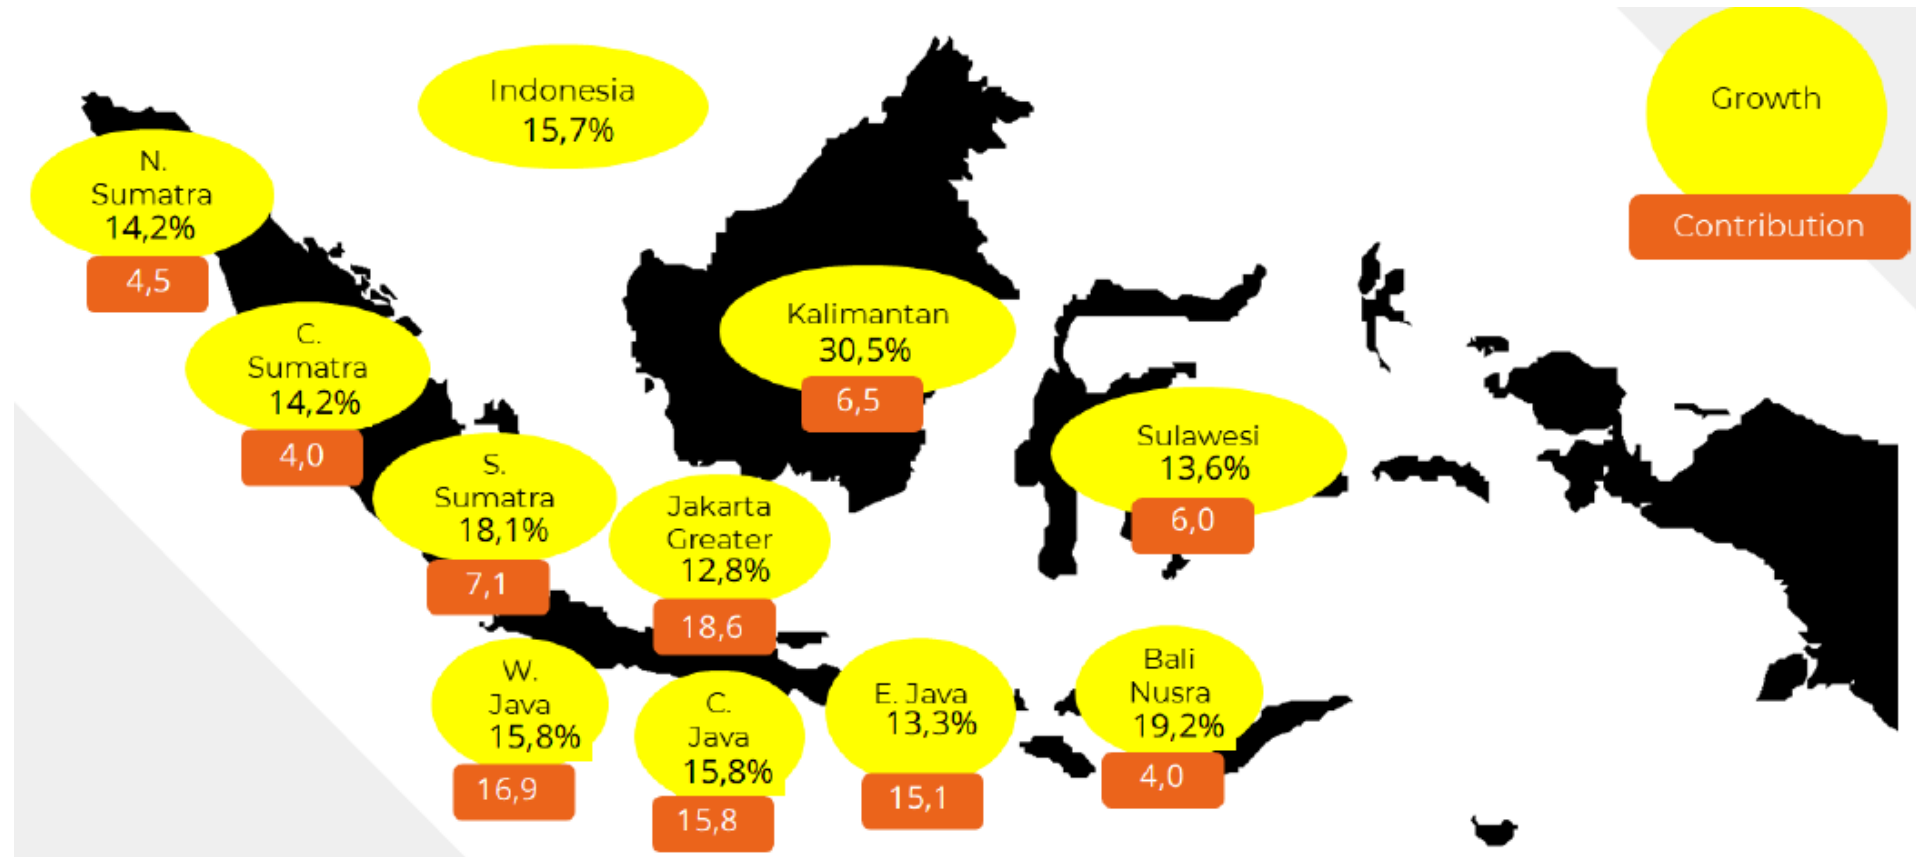 Indonesia
15,7%
Growth
Contribution
N.
Sumatra
14,2%
4,5
C.
Sumatra
14,2%
4,0
S.
Sumatra
18,1%
7,1
Kalimantan
30,5%
6,5
Sulawesi
13,6%
6,0
Jakarta
Greater
12,8%
18,6
W.
Java
15,8%
16,9
C.
Java
15,8%
15,8
E. Java
13,3%
15,1
Bali
Nusra
19,2%
4,0